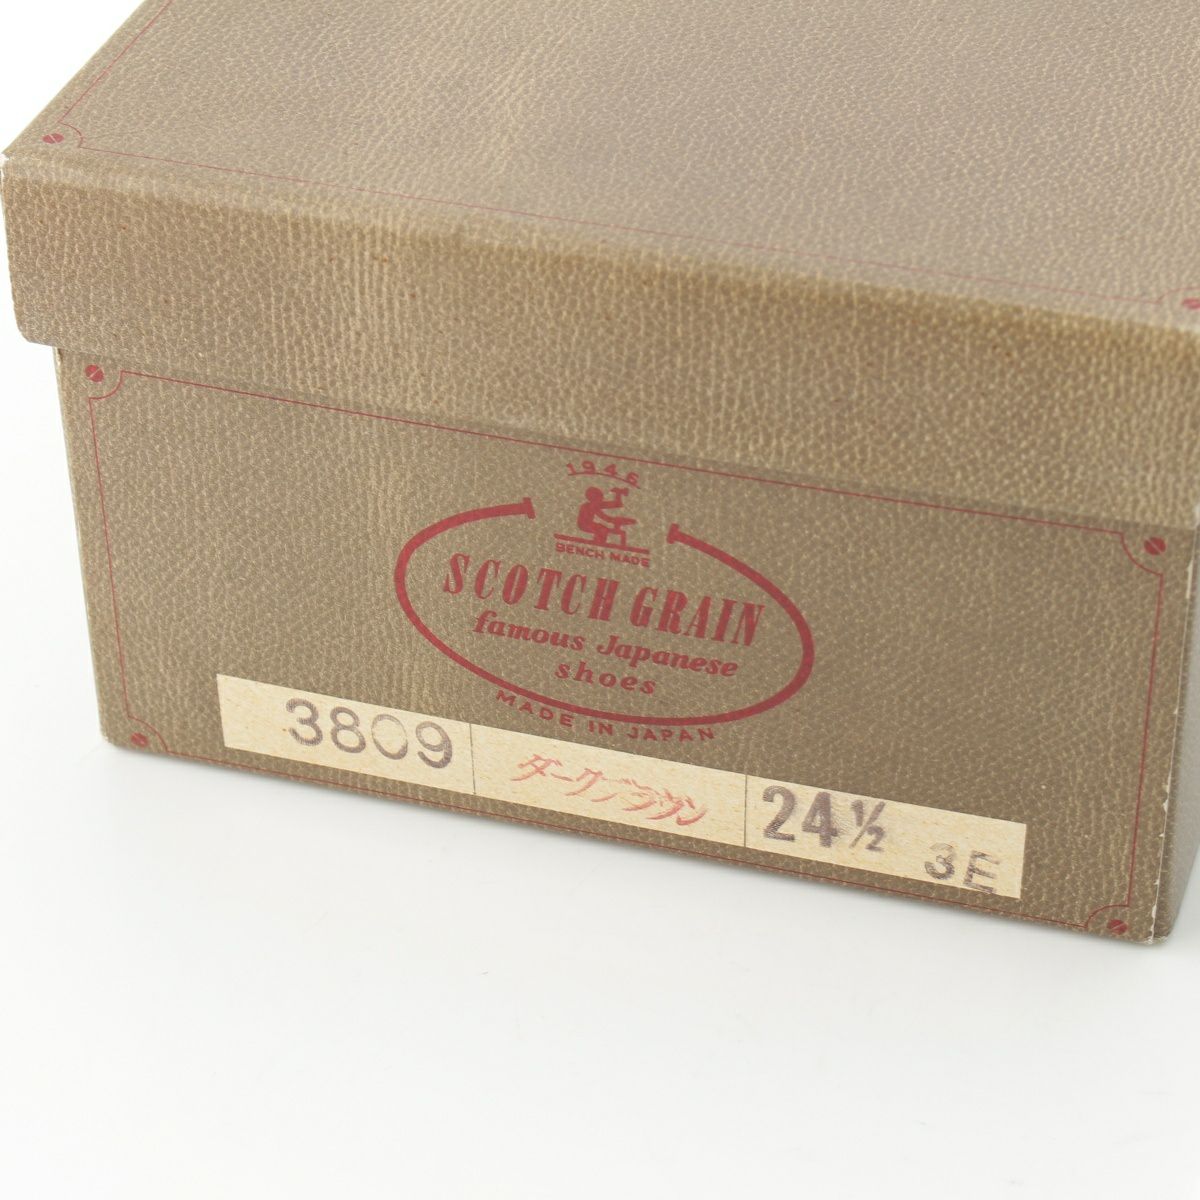 1946
BENCH MADE
SCOTCH GRAIN
famous Japanese
shoes
MADE IN JAPAN
3809 ダークブラウン 24½ 3E